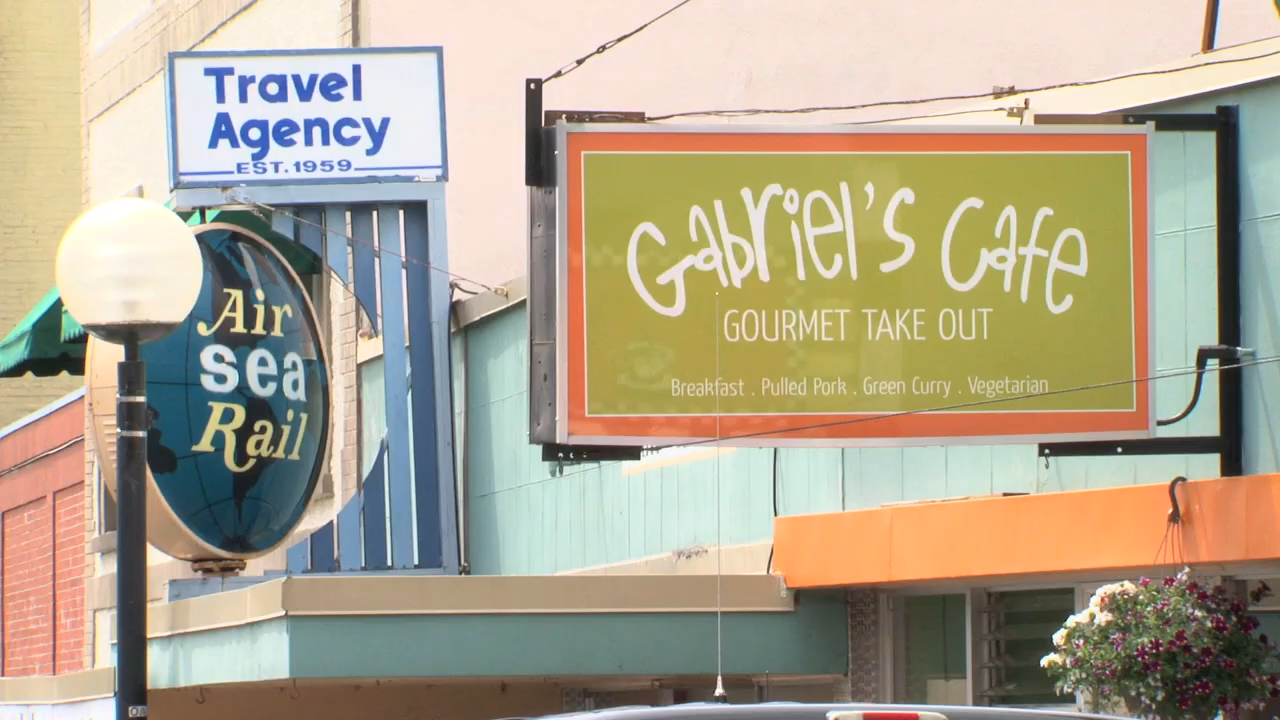 Travel
Agency
EST. 1959
Air
sea
Rail
Gabriel's Cafe
GOURMET TAKE OUT
Breakfast . Pulled Pork . Green Curry . Vegetarian